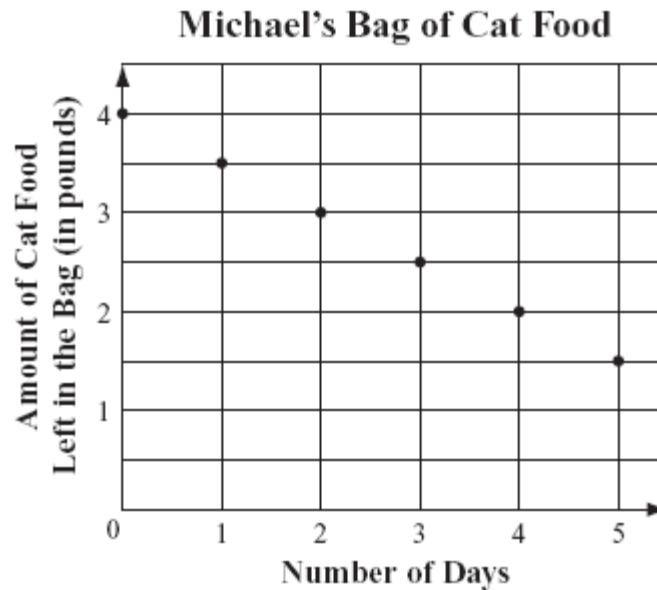 Michael's Bag of Cat Food
Amount of Cat Food
Left in the Bag (in pounds)
4
3
2
1
0 1 2 3 4 5
Number of Days